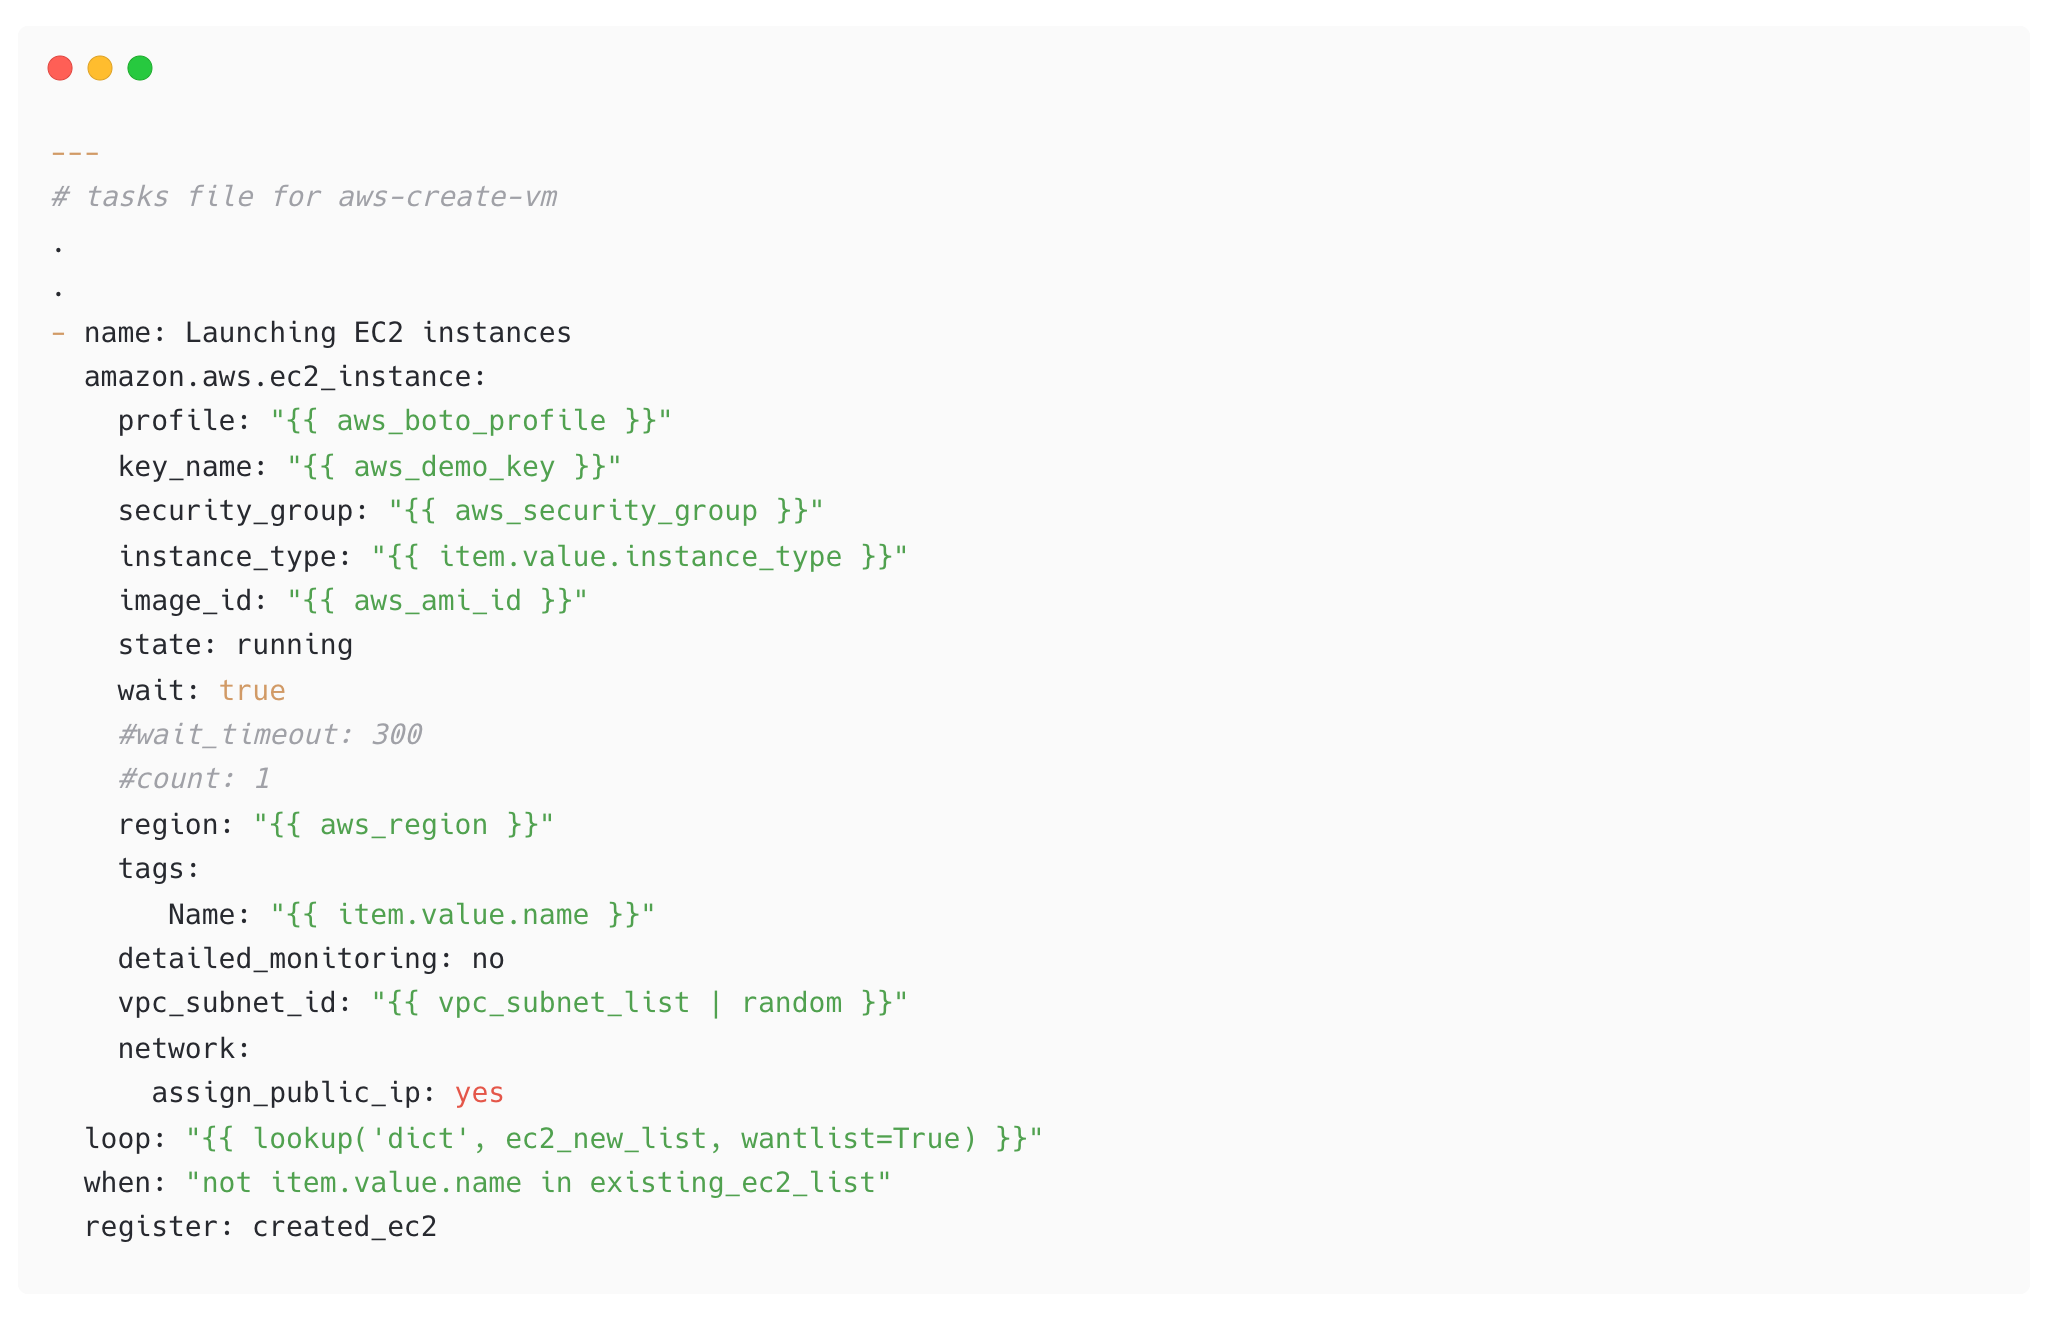 ---
# tasks file for aws-create-vm
.
.
- name: Launching EC2 instances
  amazon.aws.ec2_instance:
    profile: "{{ aws_boto_profile }}"
    key_name: "{{ aws_demo_key }}"
    security_group: "{{ aws_security_group }}"
    instance_type: "{{ item.value.instance_type }}"
    image_id: "{{ aws_ami_id }}"
    state: running
    wait: true
    #wait_timeout: 300
    #count: 1
    region: "{{ aws_region }}"
    tags:
       Name: "{{ item.value.name }}"
    detailed_monitoring: no
    vpc_subnet_id: "{{ vpc_subnet_list | random }}"
    network:
      assign_public_ip: yes
  loop: "{{ lookup('dict', ec2_new_list, wantlist=True) }}"
  when: "not item.value.name in existing_ec2_list"
  register: created_ec2